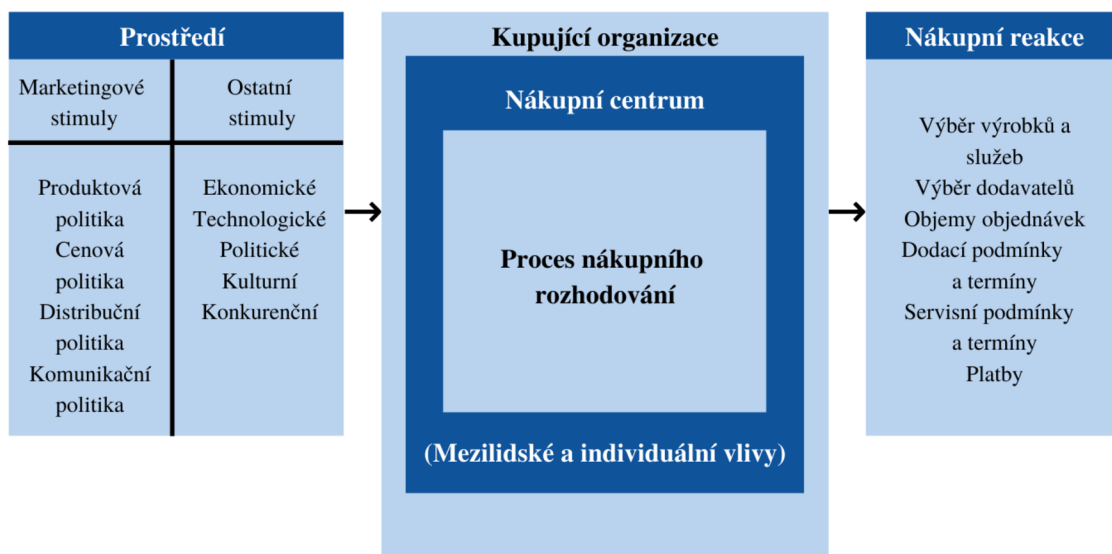 Prostředí
Marketingové
stimuly
Ostatní
stimuly
Produktová
politika
Cenová
politika
Distribuční
politika
Komunikační
politika
Ekonomické
Technologické
Politické
Kulturní
Konkurenční
Kupující organizace
Nákupní centrum
Proces nákupního
rozhodování
(Mezilidské a individuální vlivy)
Nákupní reakce
Výběr výrobků a
služeb
Výběr dodavatelů
Objemy objednávek
Dodací podmínky
a termíny
Servisní podmínky
a termíny
Platby